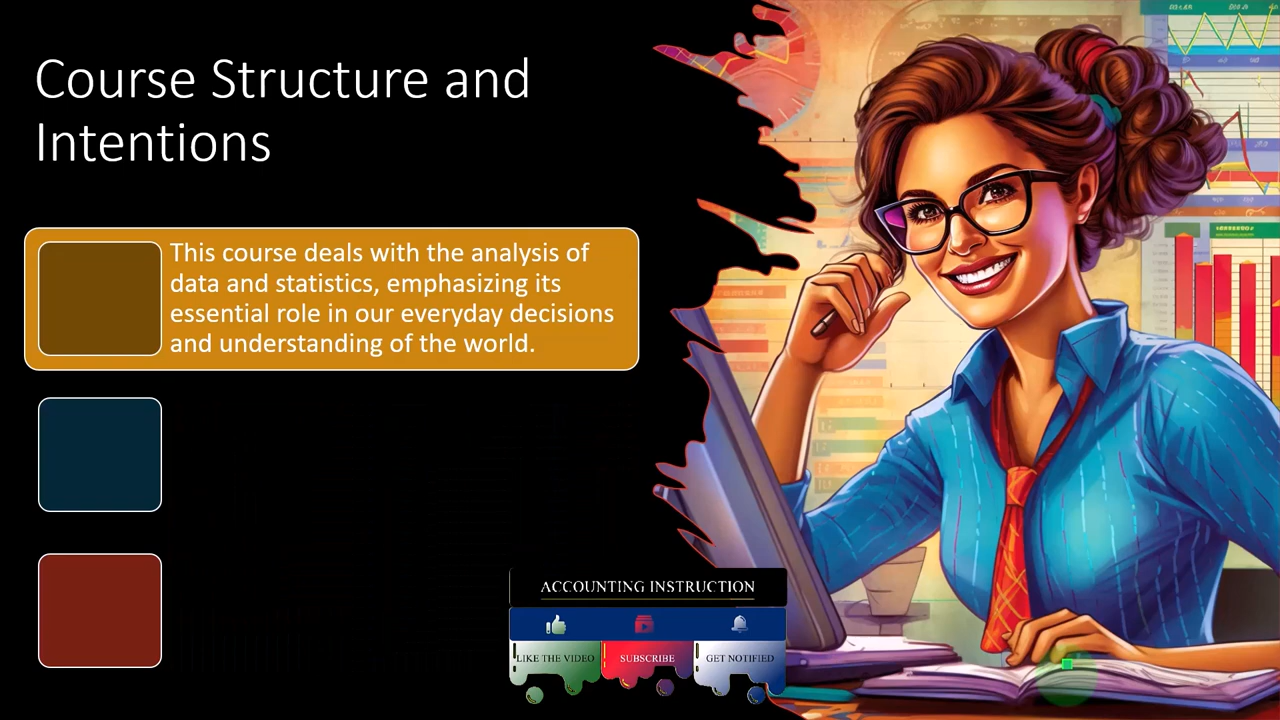 Course Structure and
Intentions
This course deals with the analysis of
data and statistics, emphasizing its
essential role in our everyday decisions
and understanding of the world.
ACCOUNTING INSTRUCTION
LIKE THE VIDEO
SUBSCRIBE
GET NOTIFIED